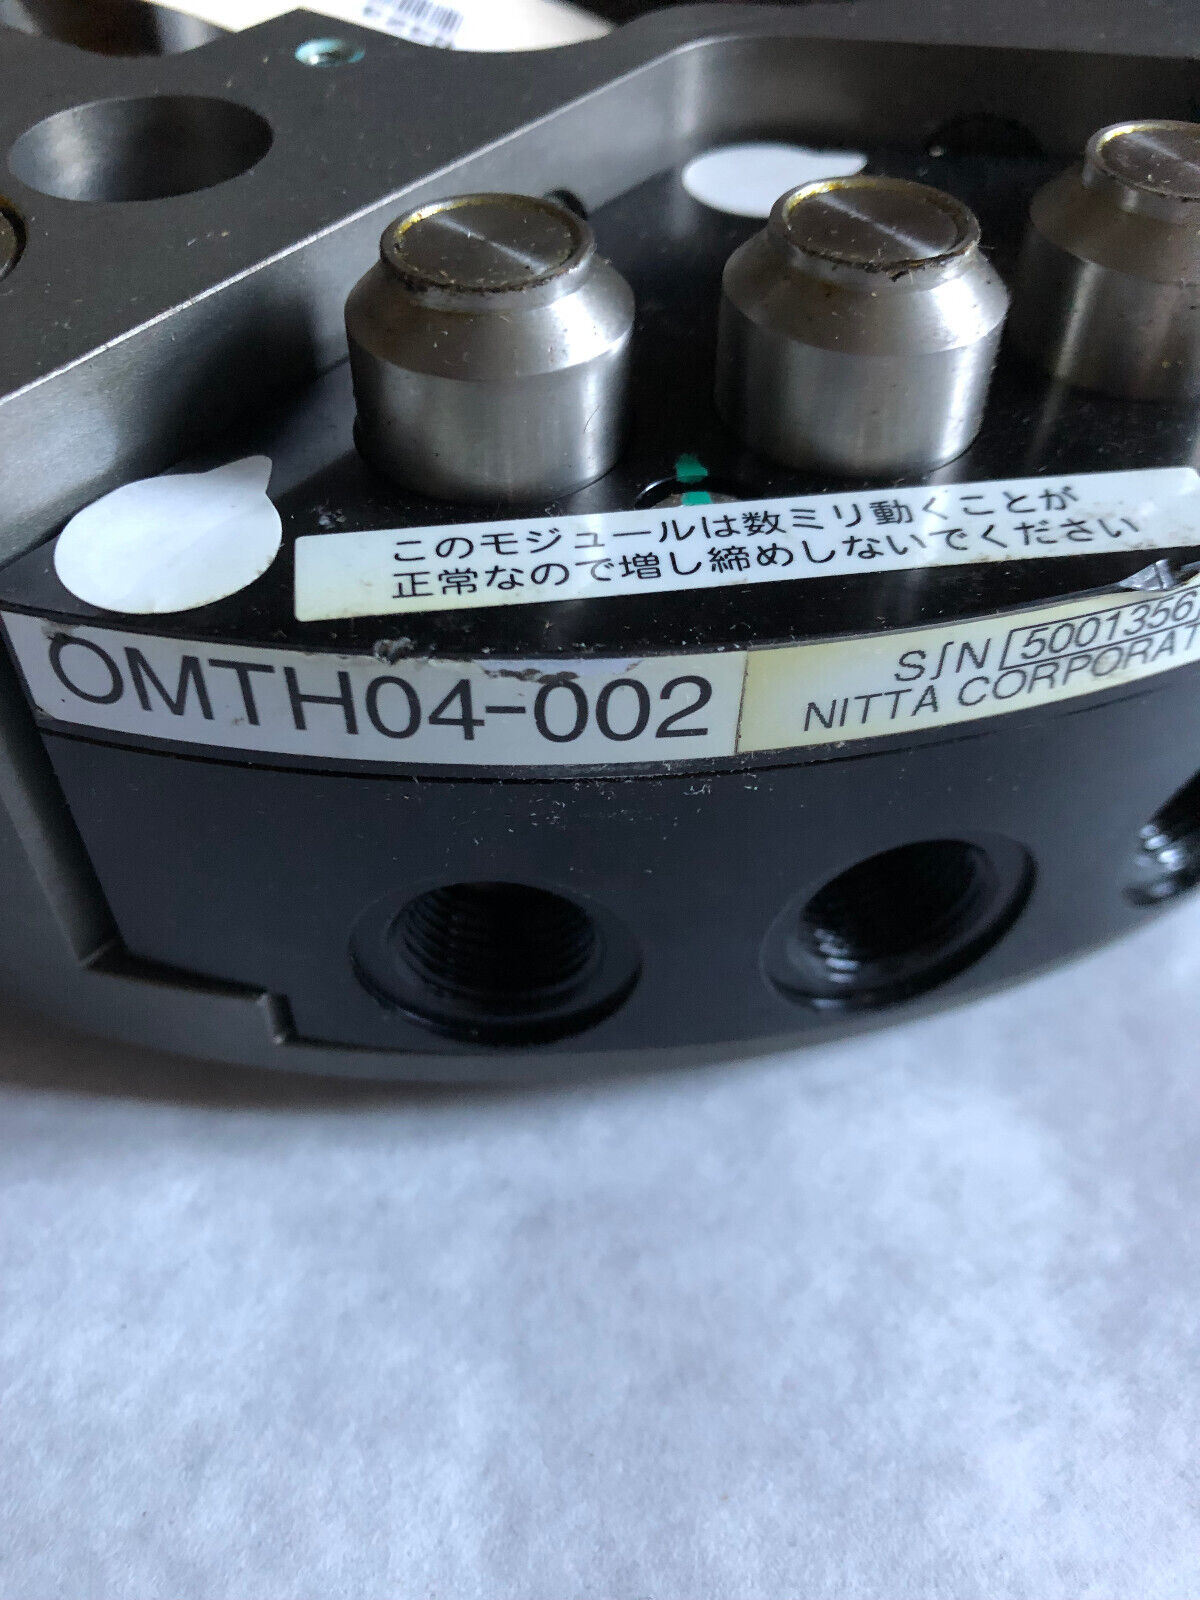 このモジュールは数ミリ動くことが
正常なので増し締めしないでください
OMTH04-002
S/N 5001356
NITTA